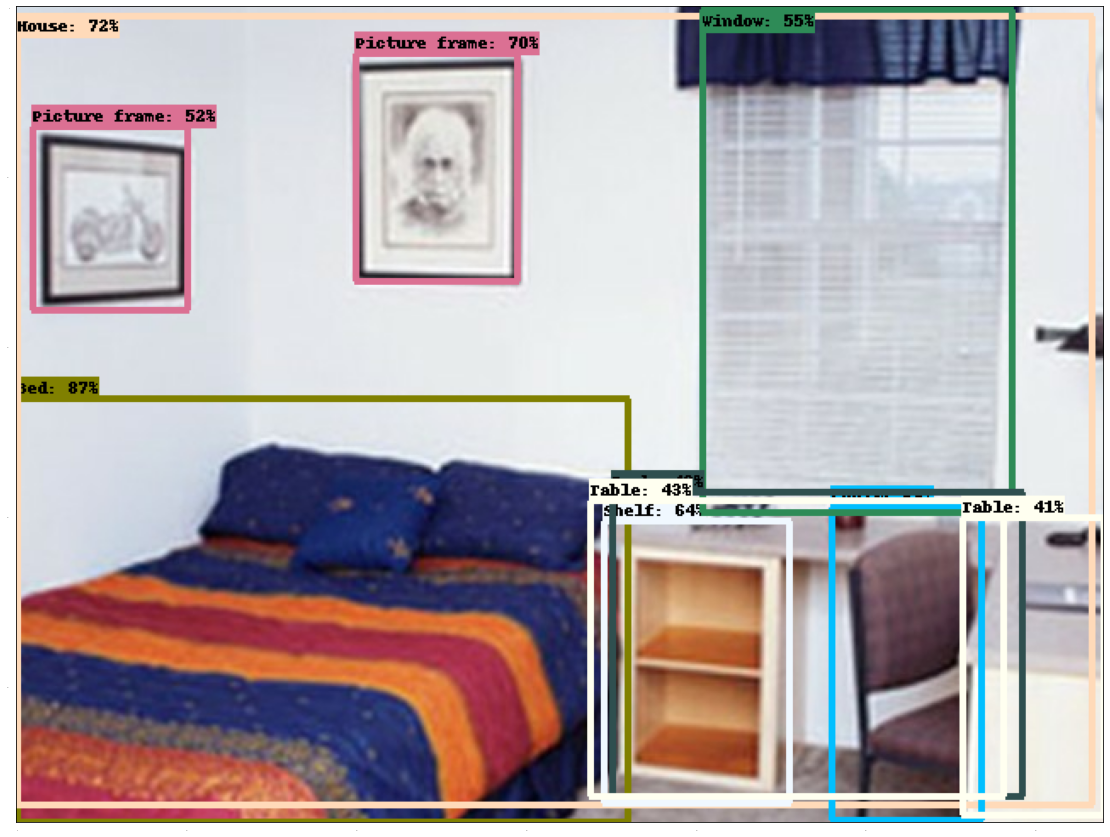 House: 72%
Window: 55%
Picture frame: 70%
Picture frame: 52%
Bed: 87%
Table: 43%
Shelf: 64%
Table: 41%